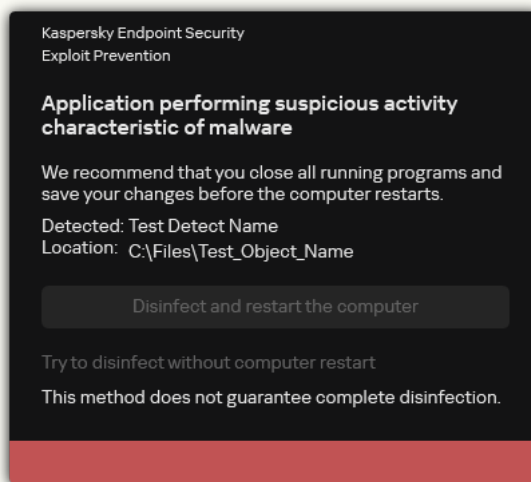 Kaspersky Endpoint Security
Exploit Prevention
Application performing suspicious activity
characteristic of malware
We recommend that you close all running programs and
save your changes before the computer restarts.
Detected: Test Detect Name
Location: C:\Files\Test_Object_Name
Disinfect and restart the computer
Try to disinfect without computer restart
This method does not guarantee complete disinfection.